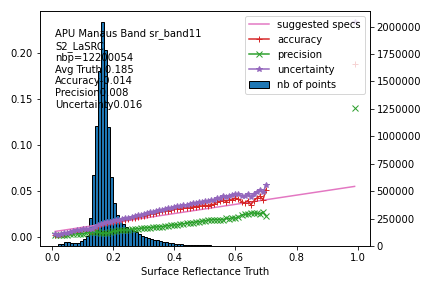 APU Manaus Band sr_band11
S2_LaSRC
nbp=12200054
Avg Truth0.185
Accuracy0.014
Precision0.008
Uncertainty0.016
suggested specs
accuracy
precision
uncertainty
nb of points
0.20
0.15
0.10
0.05
0.00
2000000
1750000
1500000
1250000
1000000
750000
500000
250000
0
0.0 0.2 0.4 0.6 0.8 1.0
Surface Reflectance Truth